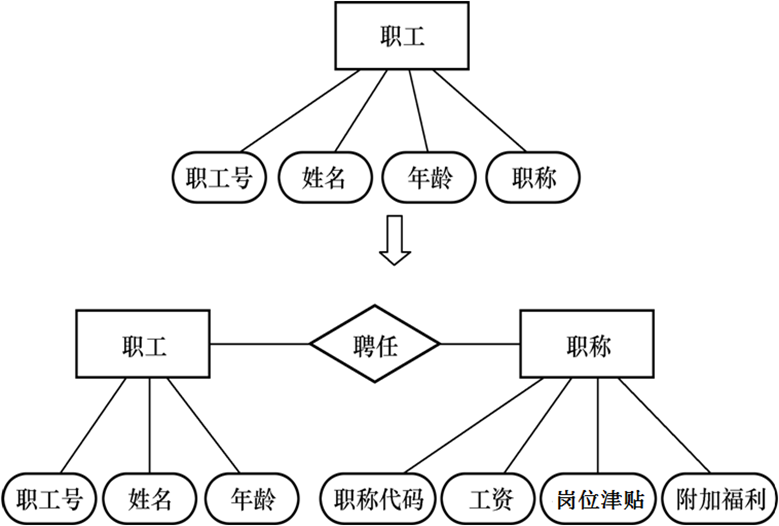 职工
职工号 姓名 年龄 职称
职工 聘任 职称
职工号 姓名 年龄 职称代码 工资 岗位津贴 附加福利